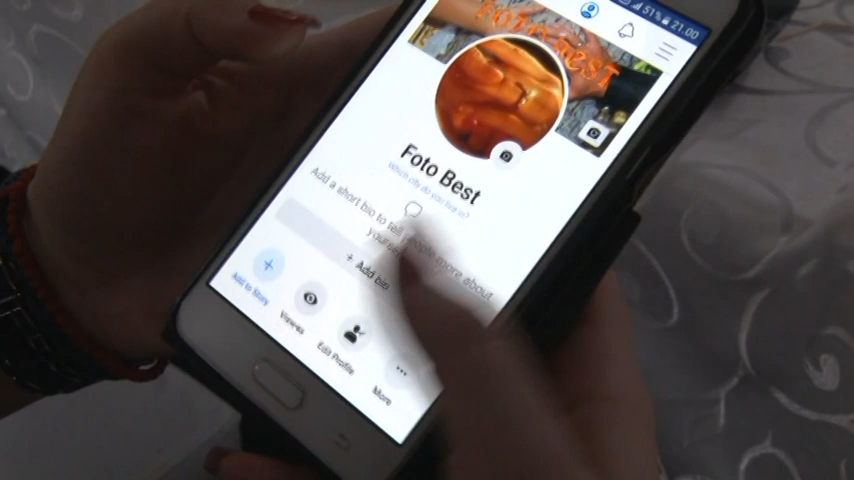 51% 21.00
FOTO BEST
Foto Best
Which city do you live in?
Add a short bio to tell people more about
yourself
+ Add bio
Add to Story
Edit Profile
More